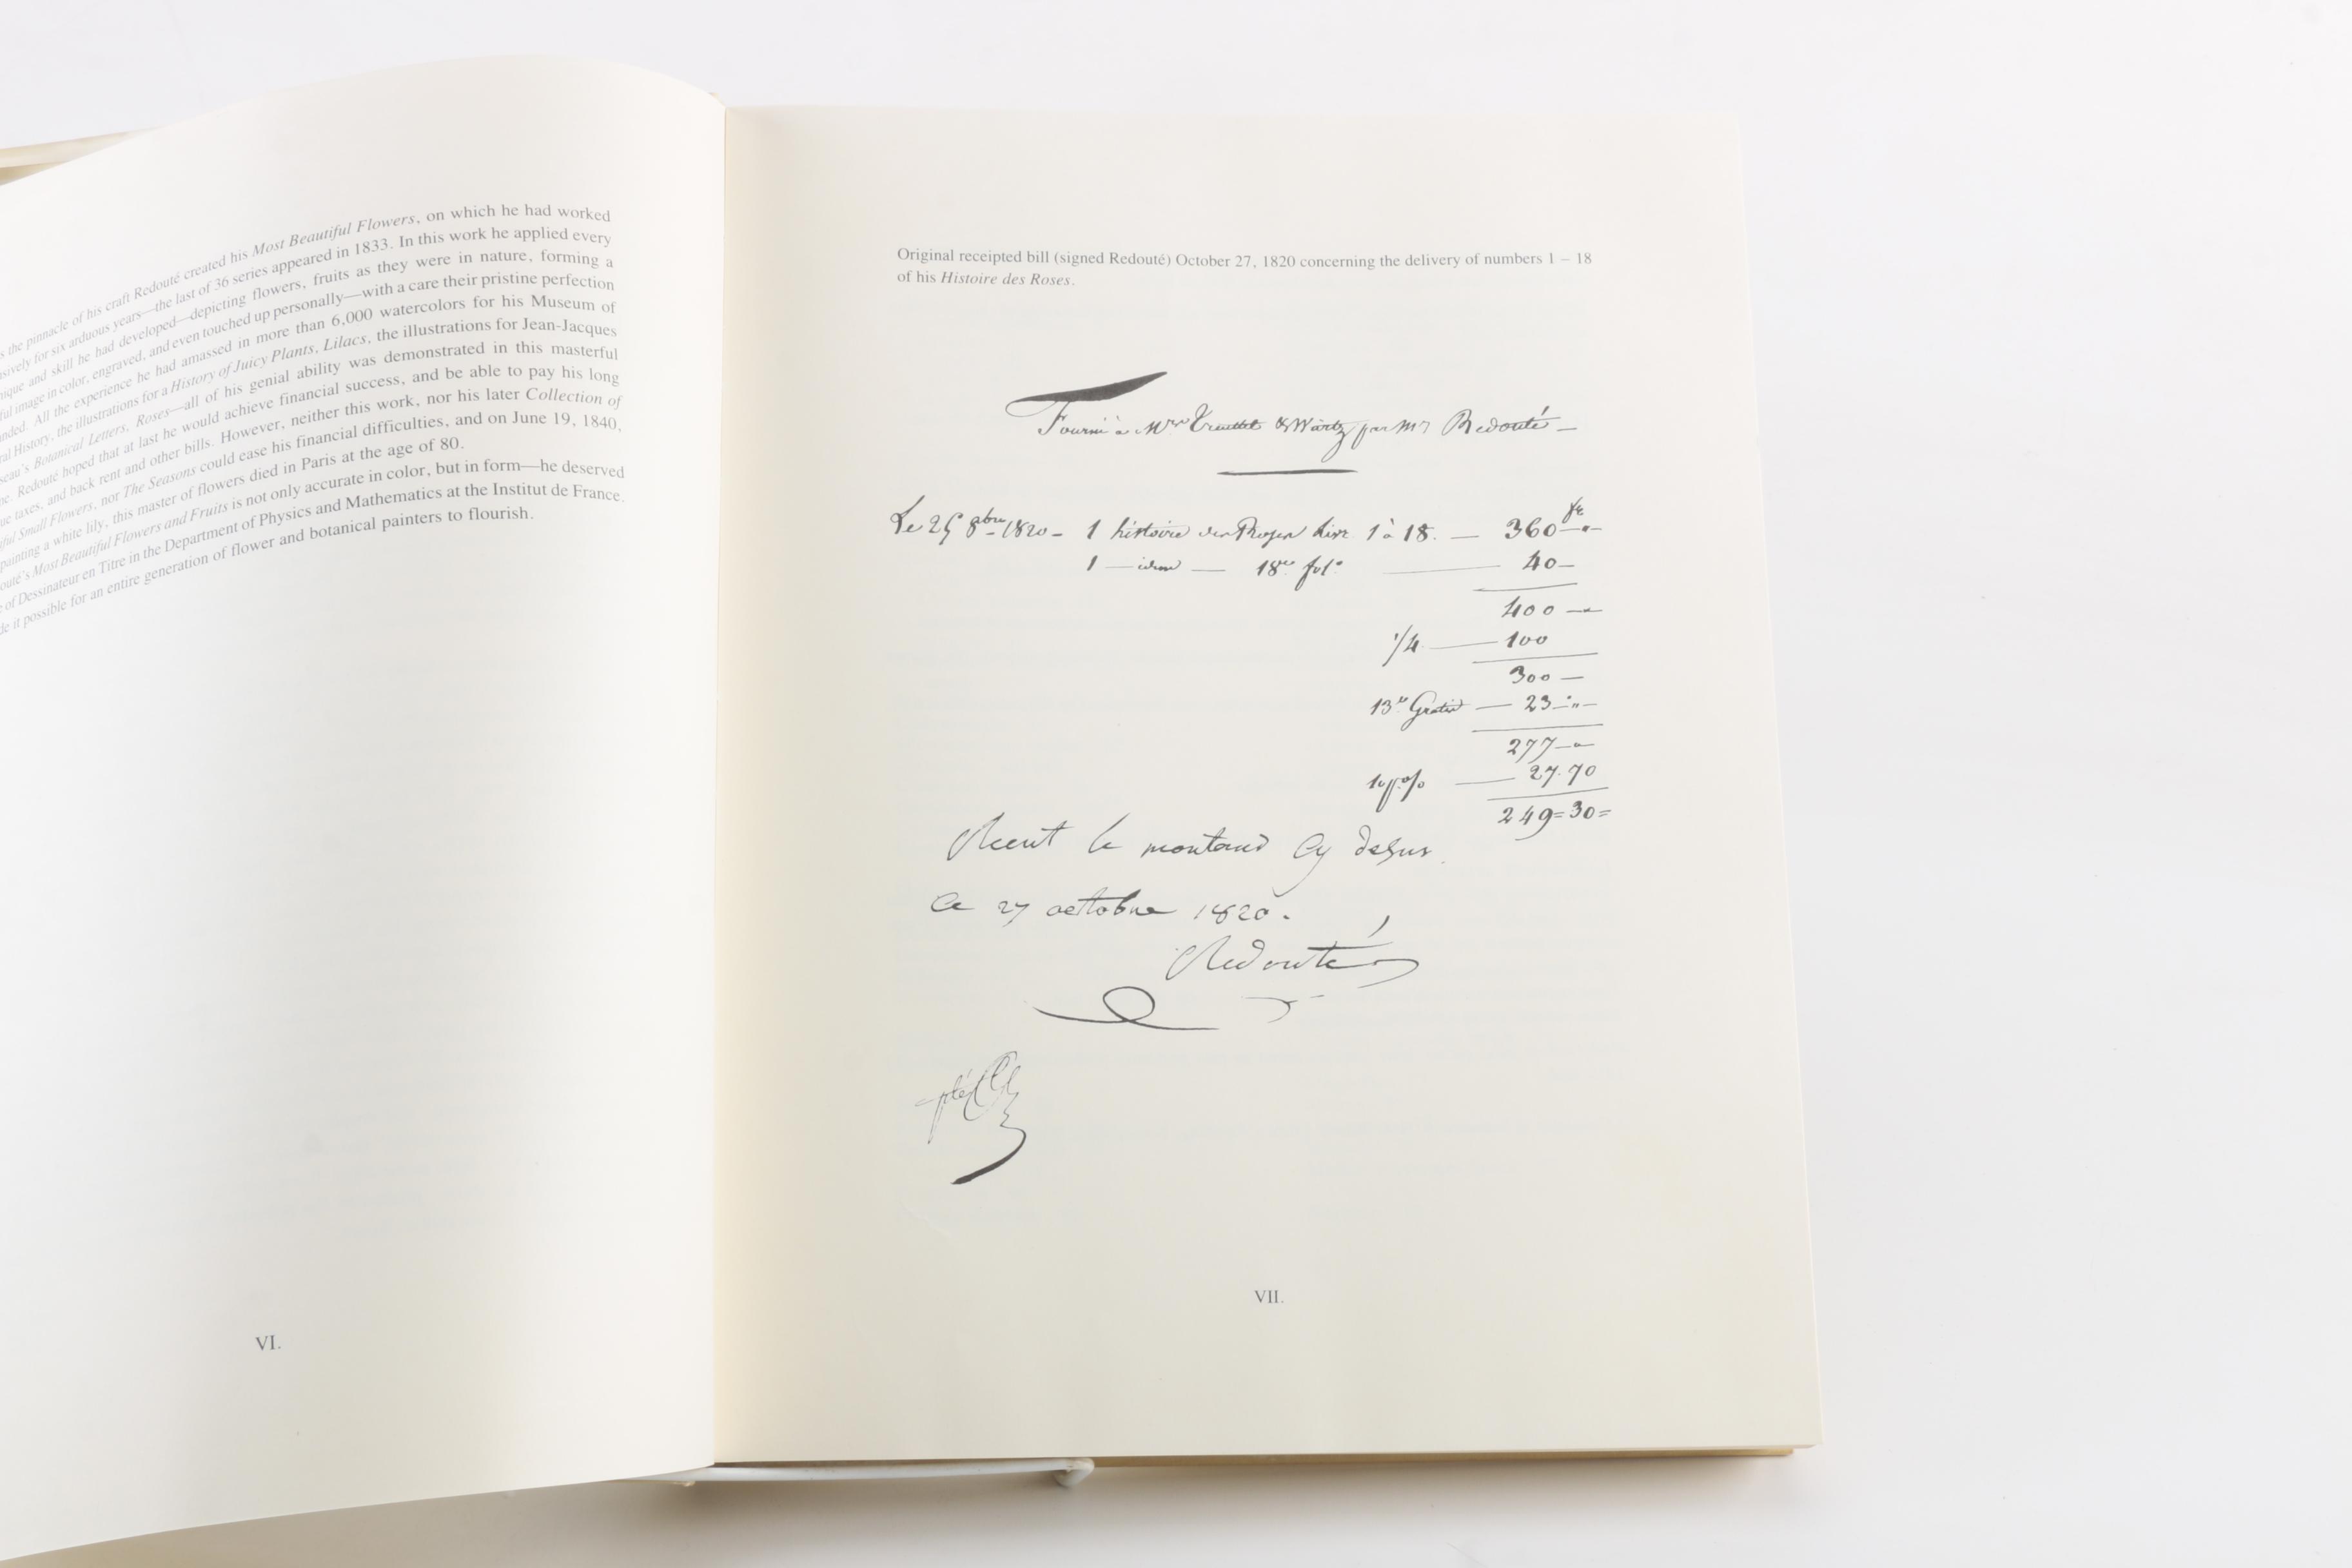 s the pinnacle of his craft Redouté created his Most Beautiful Flowers, on which he had worked
sively for six arduous years—the last of 36 series appeared in 1833. In this work he applied every
nique and skill he had developed—depicting flowers, fruits as they were in nature, forming a
ful image in color, engraved, and even touched up personally—with a care their pristine perfection
nded. All the experience he had amassed in more than 6,000 watercolors for his Museum of
ral History, the illustrations for a History of Juicy Plants, Lilacs, the illustrations for Jean-Jacques
seau's Botanical Letters, Roses—all of his genial ability was demonstrated in this masterful
ne. Redouté hoped that at last he would achieve financial success, and be able to pay his long
ue taxes, and back rent and other bills. However, neither this work, nor his later Collection of
iful Small Flowers, nor The Seasons could ease his financial difficulties, and on June 19, 1840,
painting a white lily, this master of flowers died in Paris at the age of 80.
outé's Most Beautiful Flowers and Fruits is not only accurate in color, but in form—he deserved
e of Dessinateur en Titre in the Department of Physics and Mathematics at the Institut de France.
de it possible for an entire generation of flower and botanical painters to flourish.
VI.
Original receipted bill (signed Redouté) October 27, 1820 concerning the delivery of numbers 1 – 18
of his Histoire des Roses.
Fourni à Mrs & Würtz par Mr Redouté —
Le 25 8bre 1820 – 1 histoire des Roses livr. 1 à 18. — 360 fr
1 — idem — 18e fol° — 40 –
400 —
1/4 — 100
300 —
13e Gratis — 23
277
10 p% — 27.70
249=30=
Recut le montand Cy desus
Ce 27 octobre 1820.
Redouté
VII.